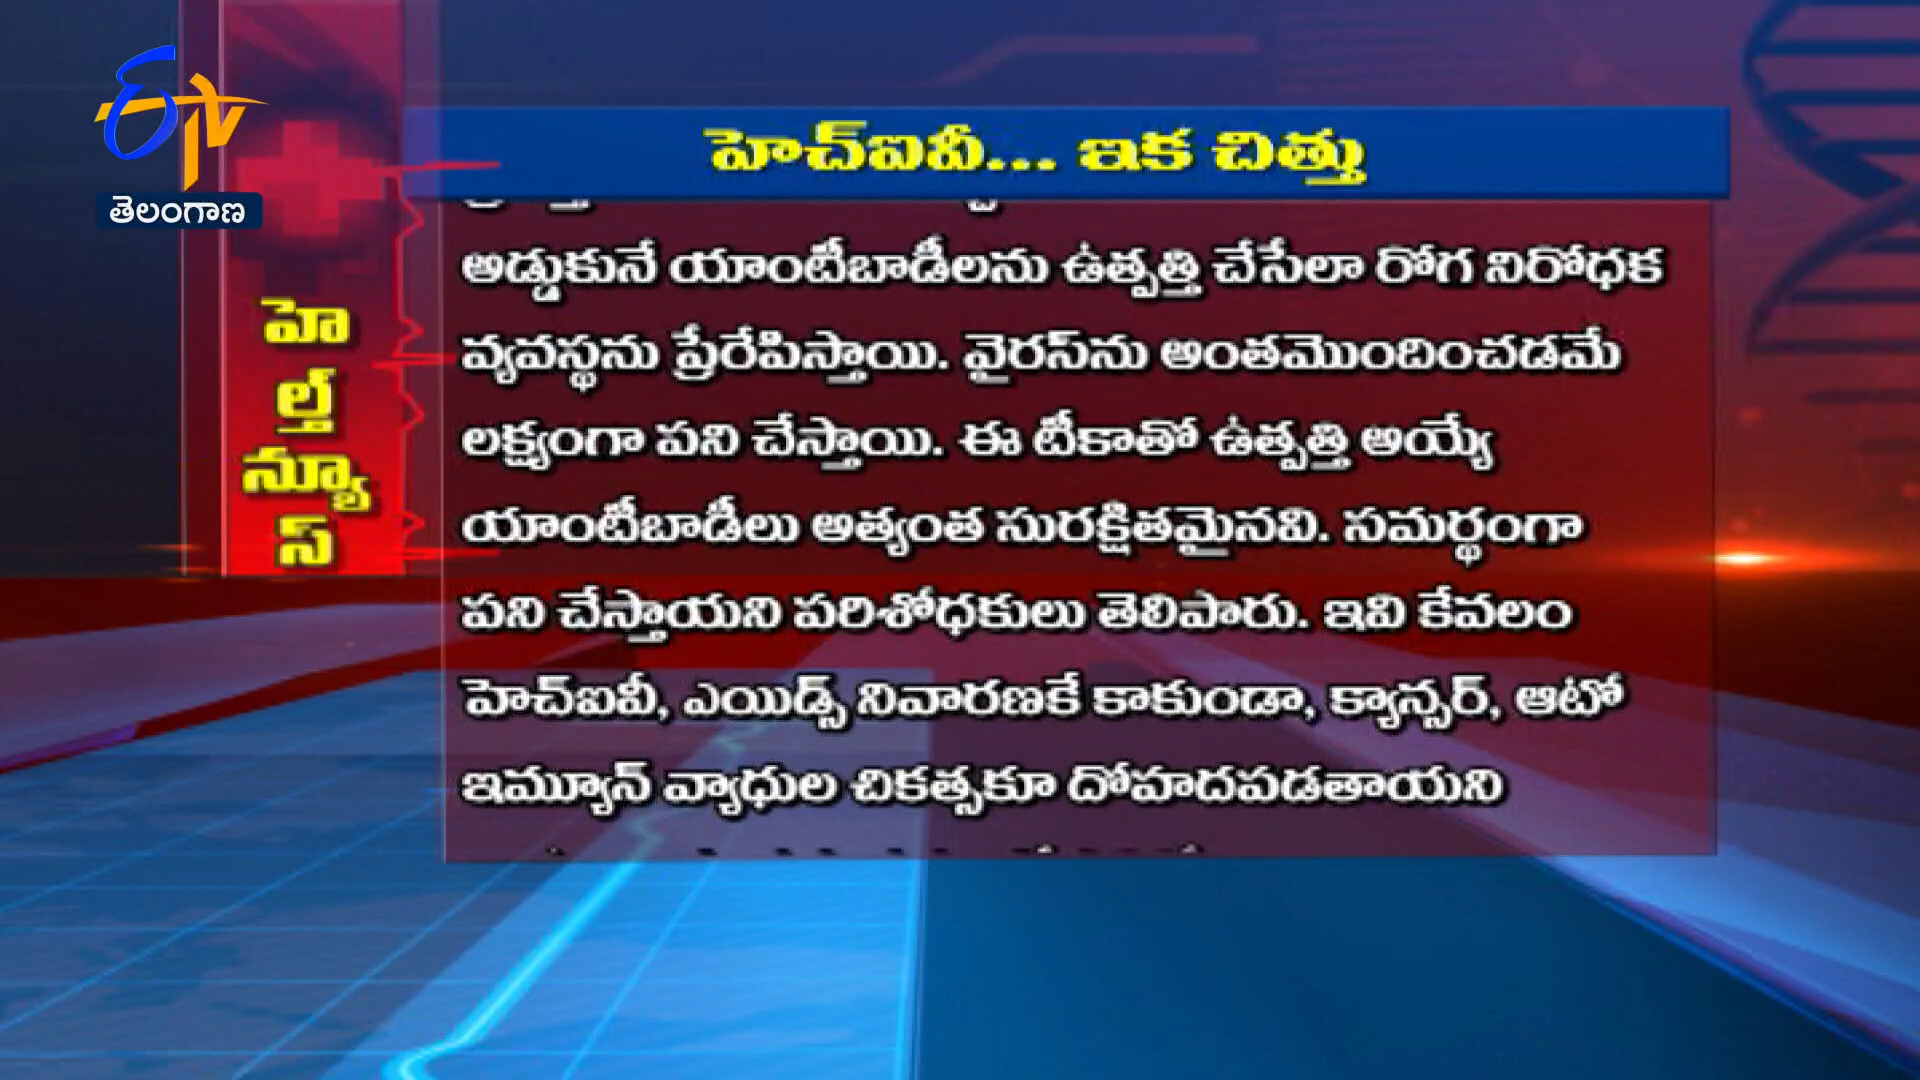 ETV
తెలంగాణ
హెల్త్ న్యూస్
హెచ్ఐవీ... ఇక చిత్తు
అడ్డుకునే యాంటీబాడీలను ఉత్పత్తి చేసేలా రోగ నిరోధక
వ్యవస్థను ప్రేరేపిస్తాయి. వైరస్‌ను అంతమొందించడమే
లక్ష్యంగా పని చేస్తాయి. ఈ టీకాతో ఉత్పత్తి అయ్యే
యాంటీబాడీలు అత్యంత సురక్షితమైనవి. సమర్థంగా
పని చేస్తాయని పరిశోధకులు తెలిపారు. ఇవి కేవలం
హెచ్ఐవీ, ఎయిడ్స్ నివారణకే కాకుండా, క్యాన్సర్, ఆటో
ఇమ్యూన్ వ్యాధుల చికిత్సకూ దోహదపడతాయని